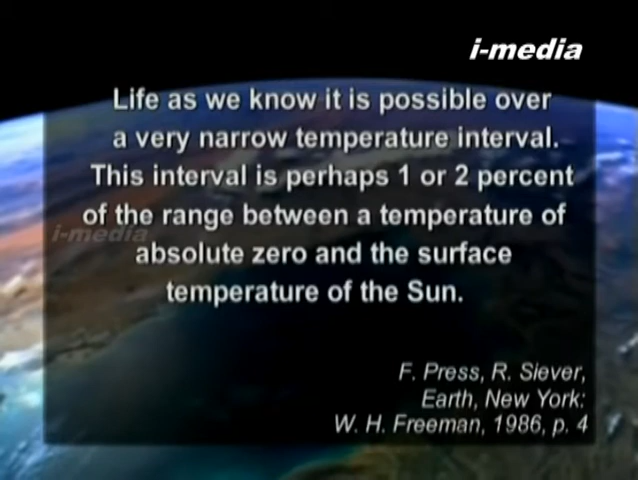 i-media
Life as we know it is possible over
a very narrow temperature interval.
This interval is perhaps 1 or 2 percent
of the range between a temperature of
i-media
absolute zero and the surface
temperature of the Sun.
F. Press, R. Siever,
Earth, New York:
W. H. Freeman, 1986, p. 4